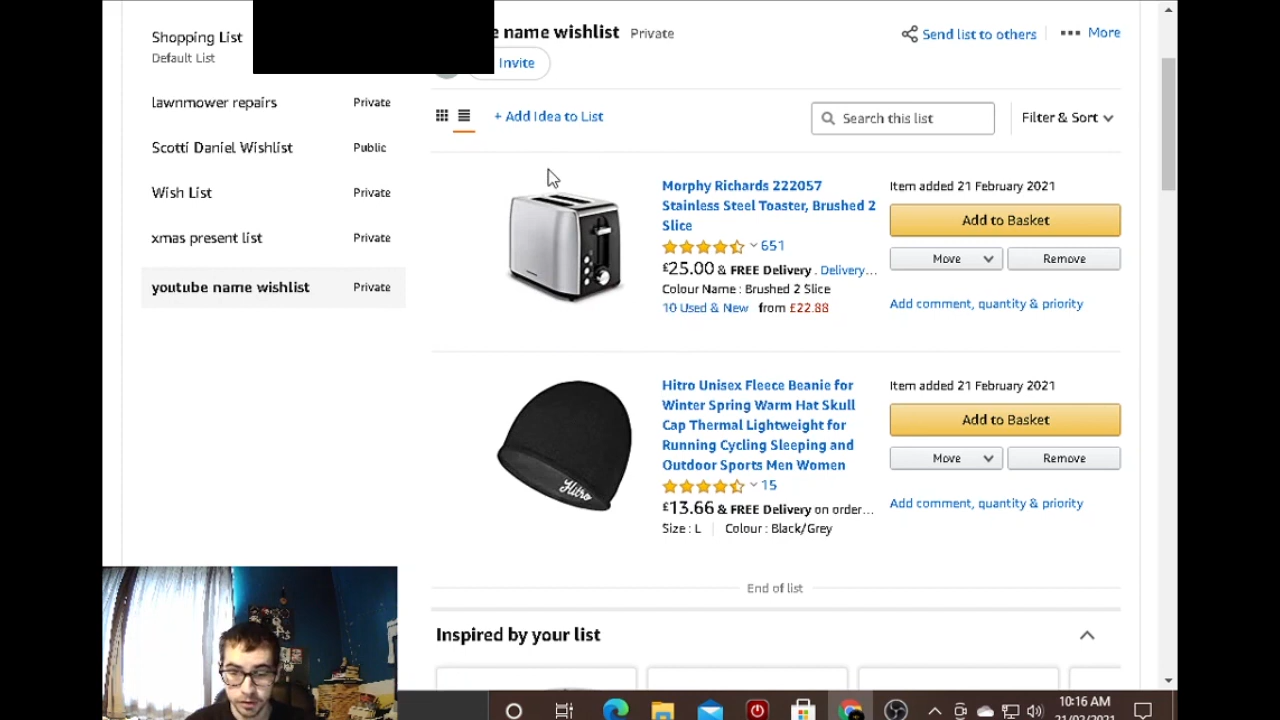 Shopping List
Default List
lawnmower repairs Private
Scotti Daniel Wishlist Public
Wish List Private
xmas present list Private
youtube name wishlist Private
e name wishlist Private
Send list to others
More
Invite
+ Add Idea to List
Search this list
Filter & Sort
Morphy Richards 222057
Stainless Steel Toaster, Brushed 2
Slice
651
£25.00 & FREE Delivery . Delivery...
Colour Name : Brushed 2 Slice
10 Used & New from £22.88
Item added 21 February 2021
Add to Basket
Move Remove
Add comment, quantity & priority
Hitro
Hitro Unisex Fleece Beanie for
Winter Spring Warm Hat Skull
Cap Thermal Lightweight for
Running Cycling Sleeping and
Outdoor Sports Men Women
15
£13.66 & FREE Delivery on order...
Size : L Colour : Black/Grey
Item added 21 February 2021
Add to Basket
Move Remove
Add comment, quantity & priority
End of list
Inspired by your list
10:16 AM
21/02/2021